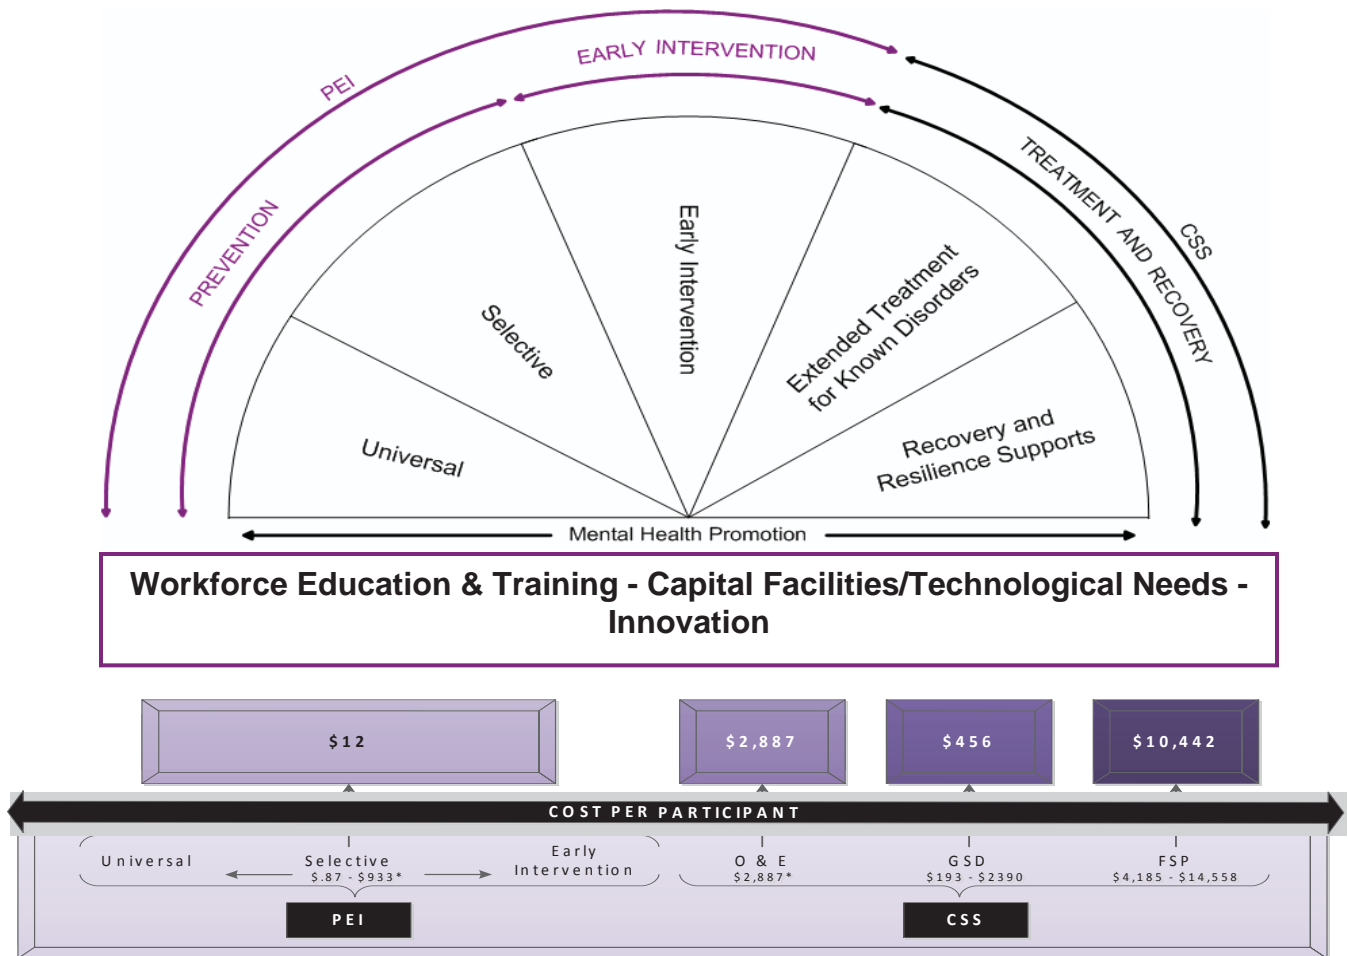 PEI
EARLY INTERVENTION
PREVENTION
TREATMENT AND RECOVERY
CSS
Universal
Selective
Early Intervention
Extended Treatment
for Known Disorders
Recovery and
Resilience Supports
Mental Health Promotion
Workforce Education & Training - Capital Facilities/Technological Needs -
Innovation
$12
$2,887
$456
$10,442
COST PER PARTICIPANT
Universal
Selective
$.87 - $933*
Early
Intervention
O & E
$2,887*
GSD
$193 - $2390
FSP
$4,185 - $14,558
PEI
CSS